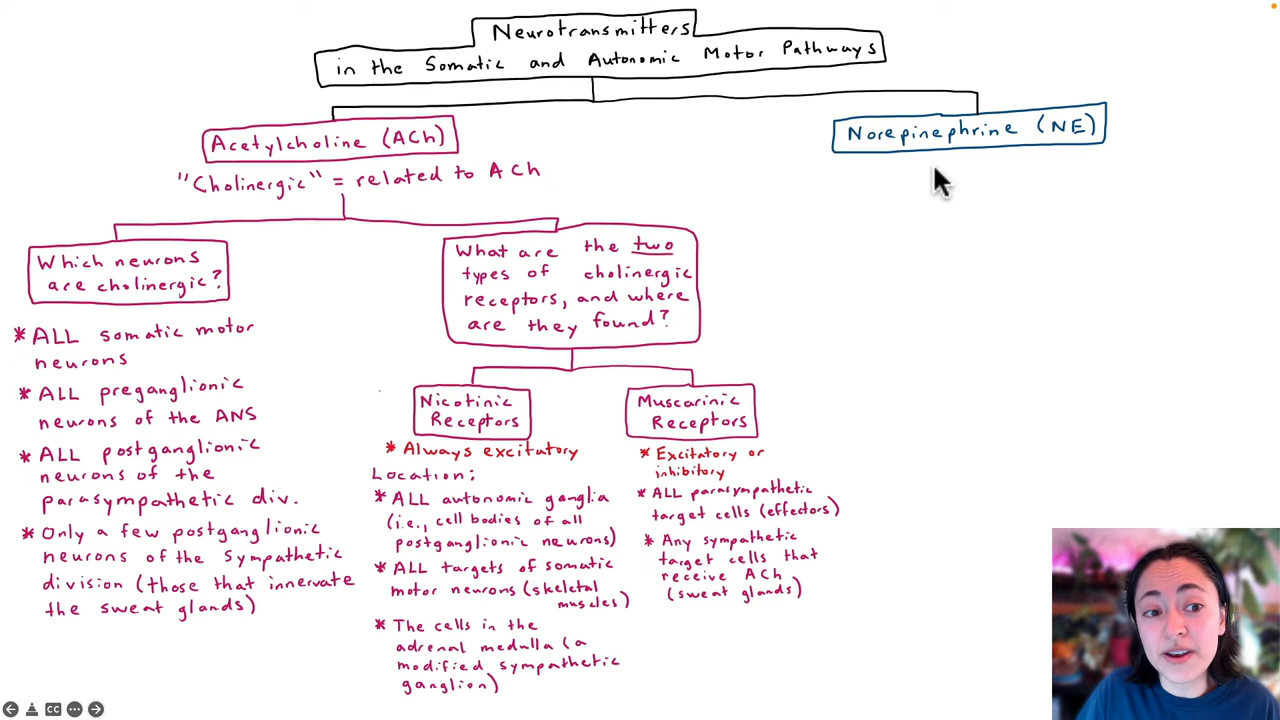 Neurotransmitters
in the Somatic and Autonomic Motor Pathways
Acetylcholine (ACh)
"Cholinergic" = related to ACh
Which neurons
are cholinergic?
* ALL somatic motor
neurons
* ALL preganglionic
neurons of the ANS
* ALL postganglionic
neurons of the
parasympathetic div.
* Only a few postganglionic
neurons of the sympathetic
division (those that innervate
the sweat glands)
What are the two
types of cholinergic
receptors, and where
are they found?
Nicotinic
Receptors
* Always excitatory
Location:
* ALL autonomic ganglia
(i.e., cell bodies of all
postganglionic neurons)
* ALL targets of somatic
motor neurons (skeletal
muscles)
* The cells in the
adrenal medulla (a
modified sympathetic
ganglion)
Muscarinic
Receptors
* Excitatory or
inhibitory
* ALL parasympathetic
target cells (effectors)
* Any sympathetic
target cells that
receive ACh
(sweat glands)
Norepinephrine (NE)
CC